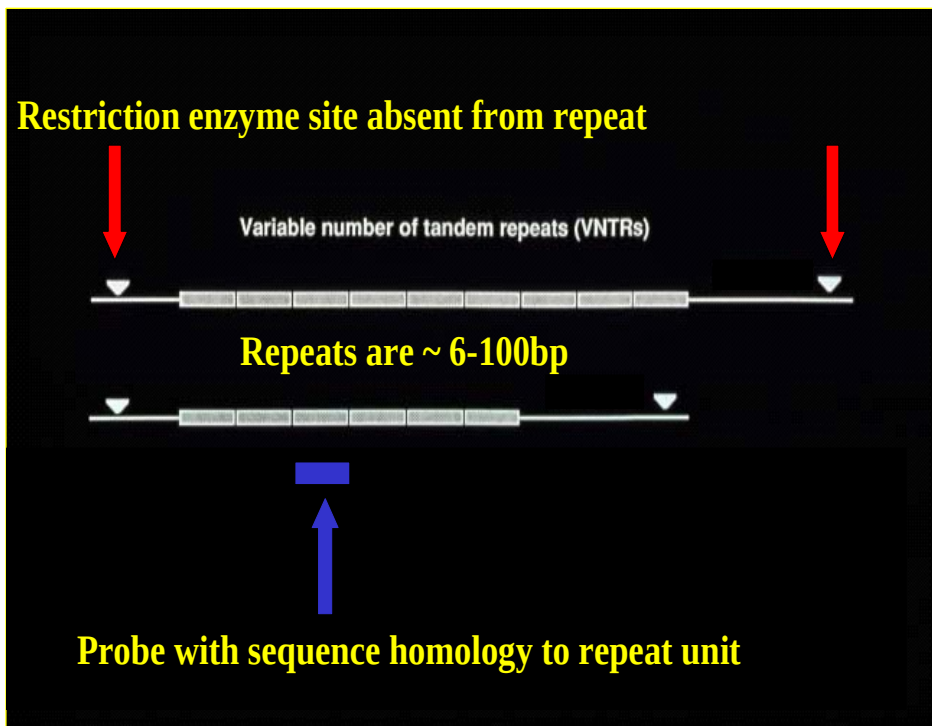 Restriction enzyme site absent from repeat
Variable number of tandem repeats (VNTRs)
Repeats are ~ 6-100bp
Probe with sequence homology to repeat unit